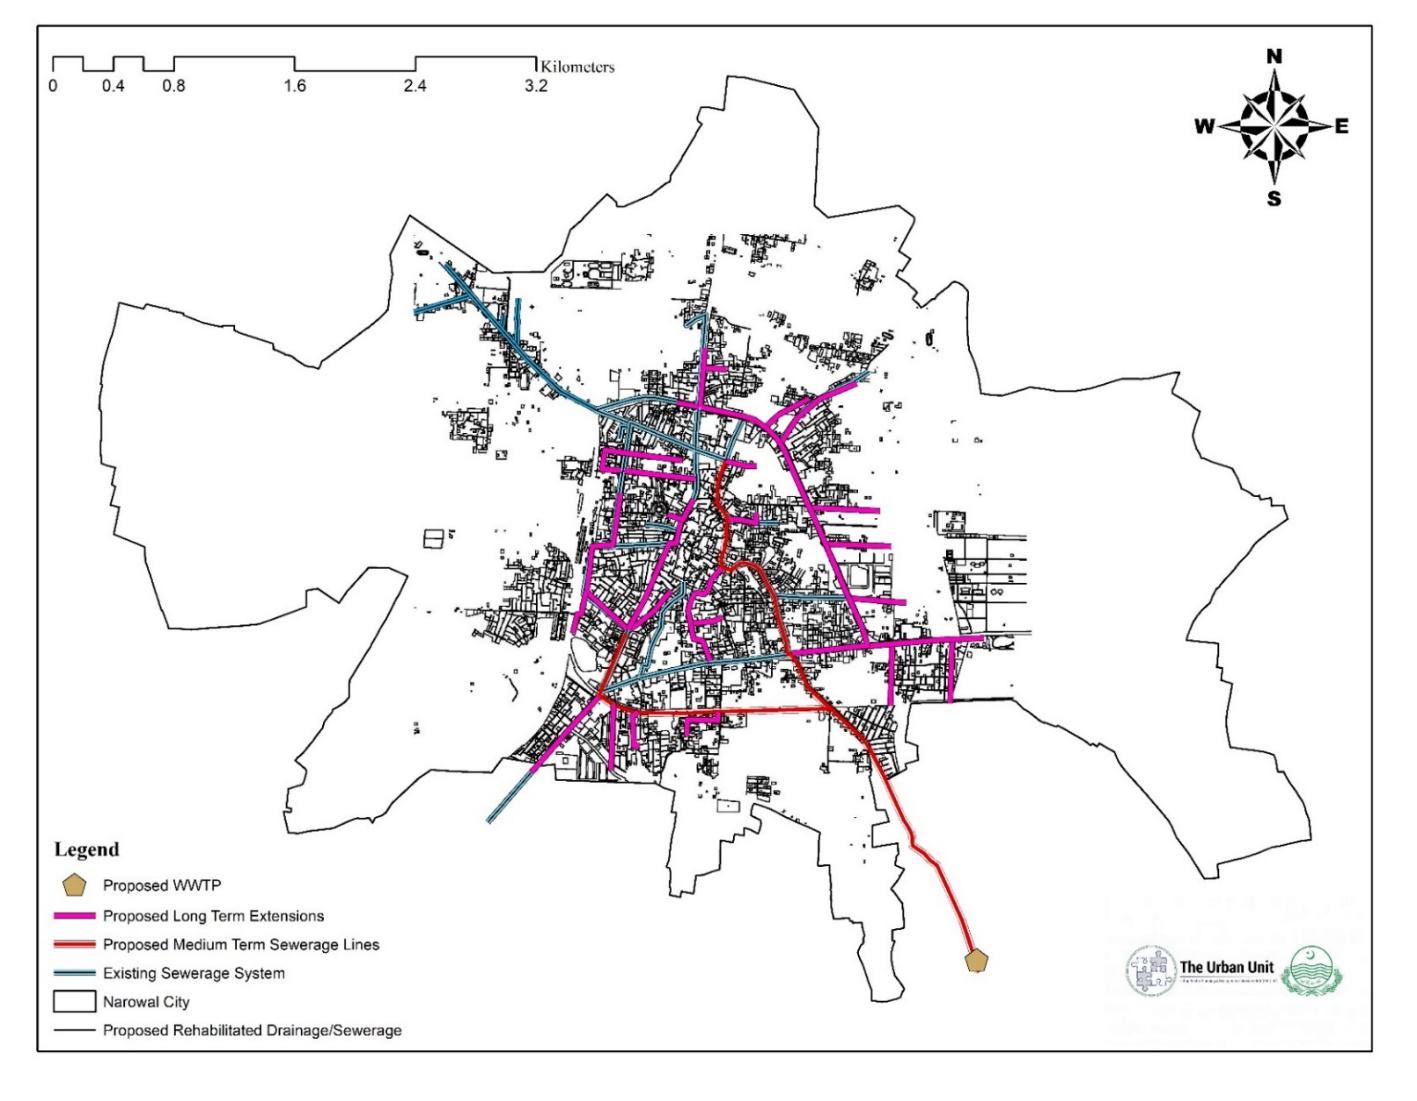 Kilometers
0 0.4 0.8 1.6 2.4 3.2
N
W E
S
Legend
Proposed WWTP
Proposed Long Term Extensions
Proposed Medium Term Sewerage Lines
Existing Sewerage System
Narowal City
Proposed Rehabilitated Drainage/Sewerage
The Urban Unit